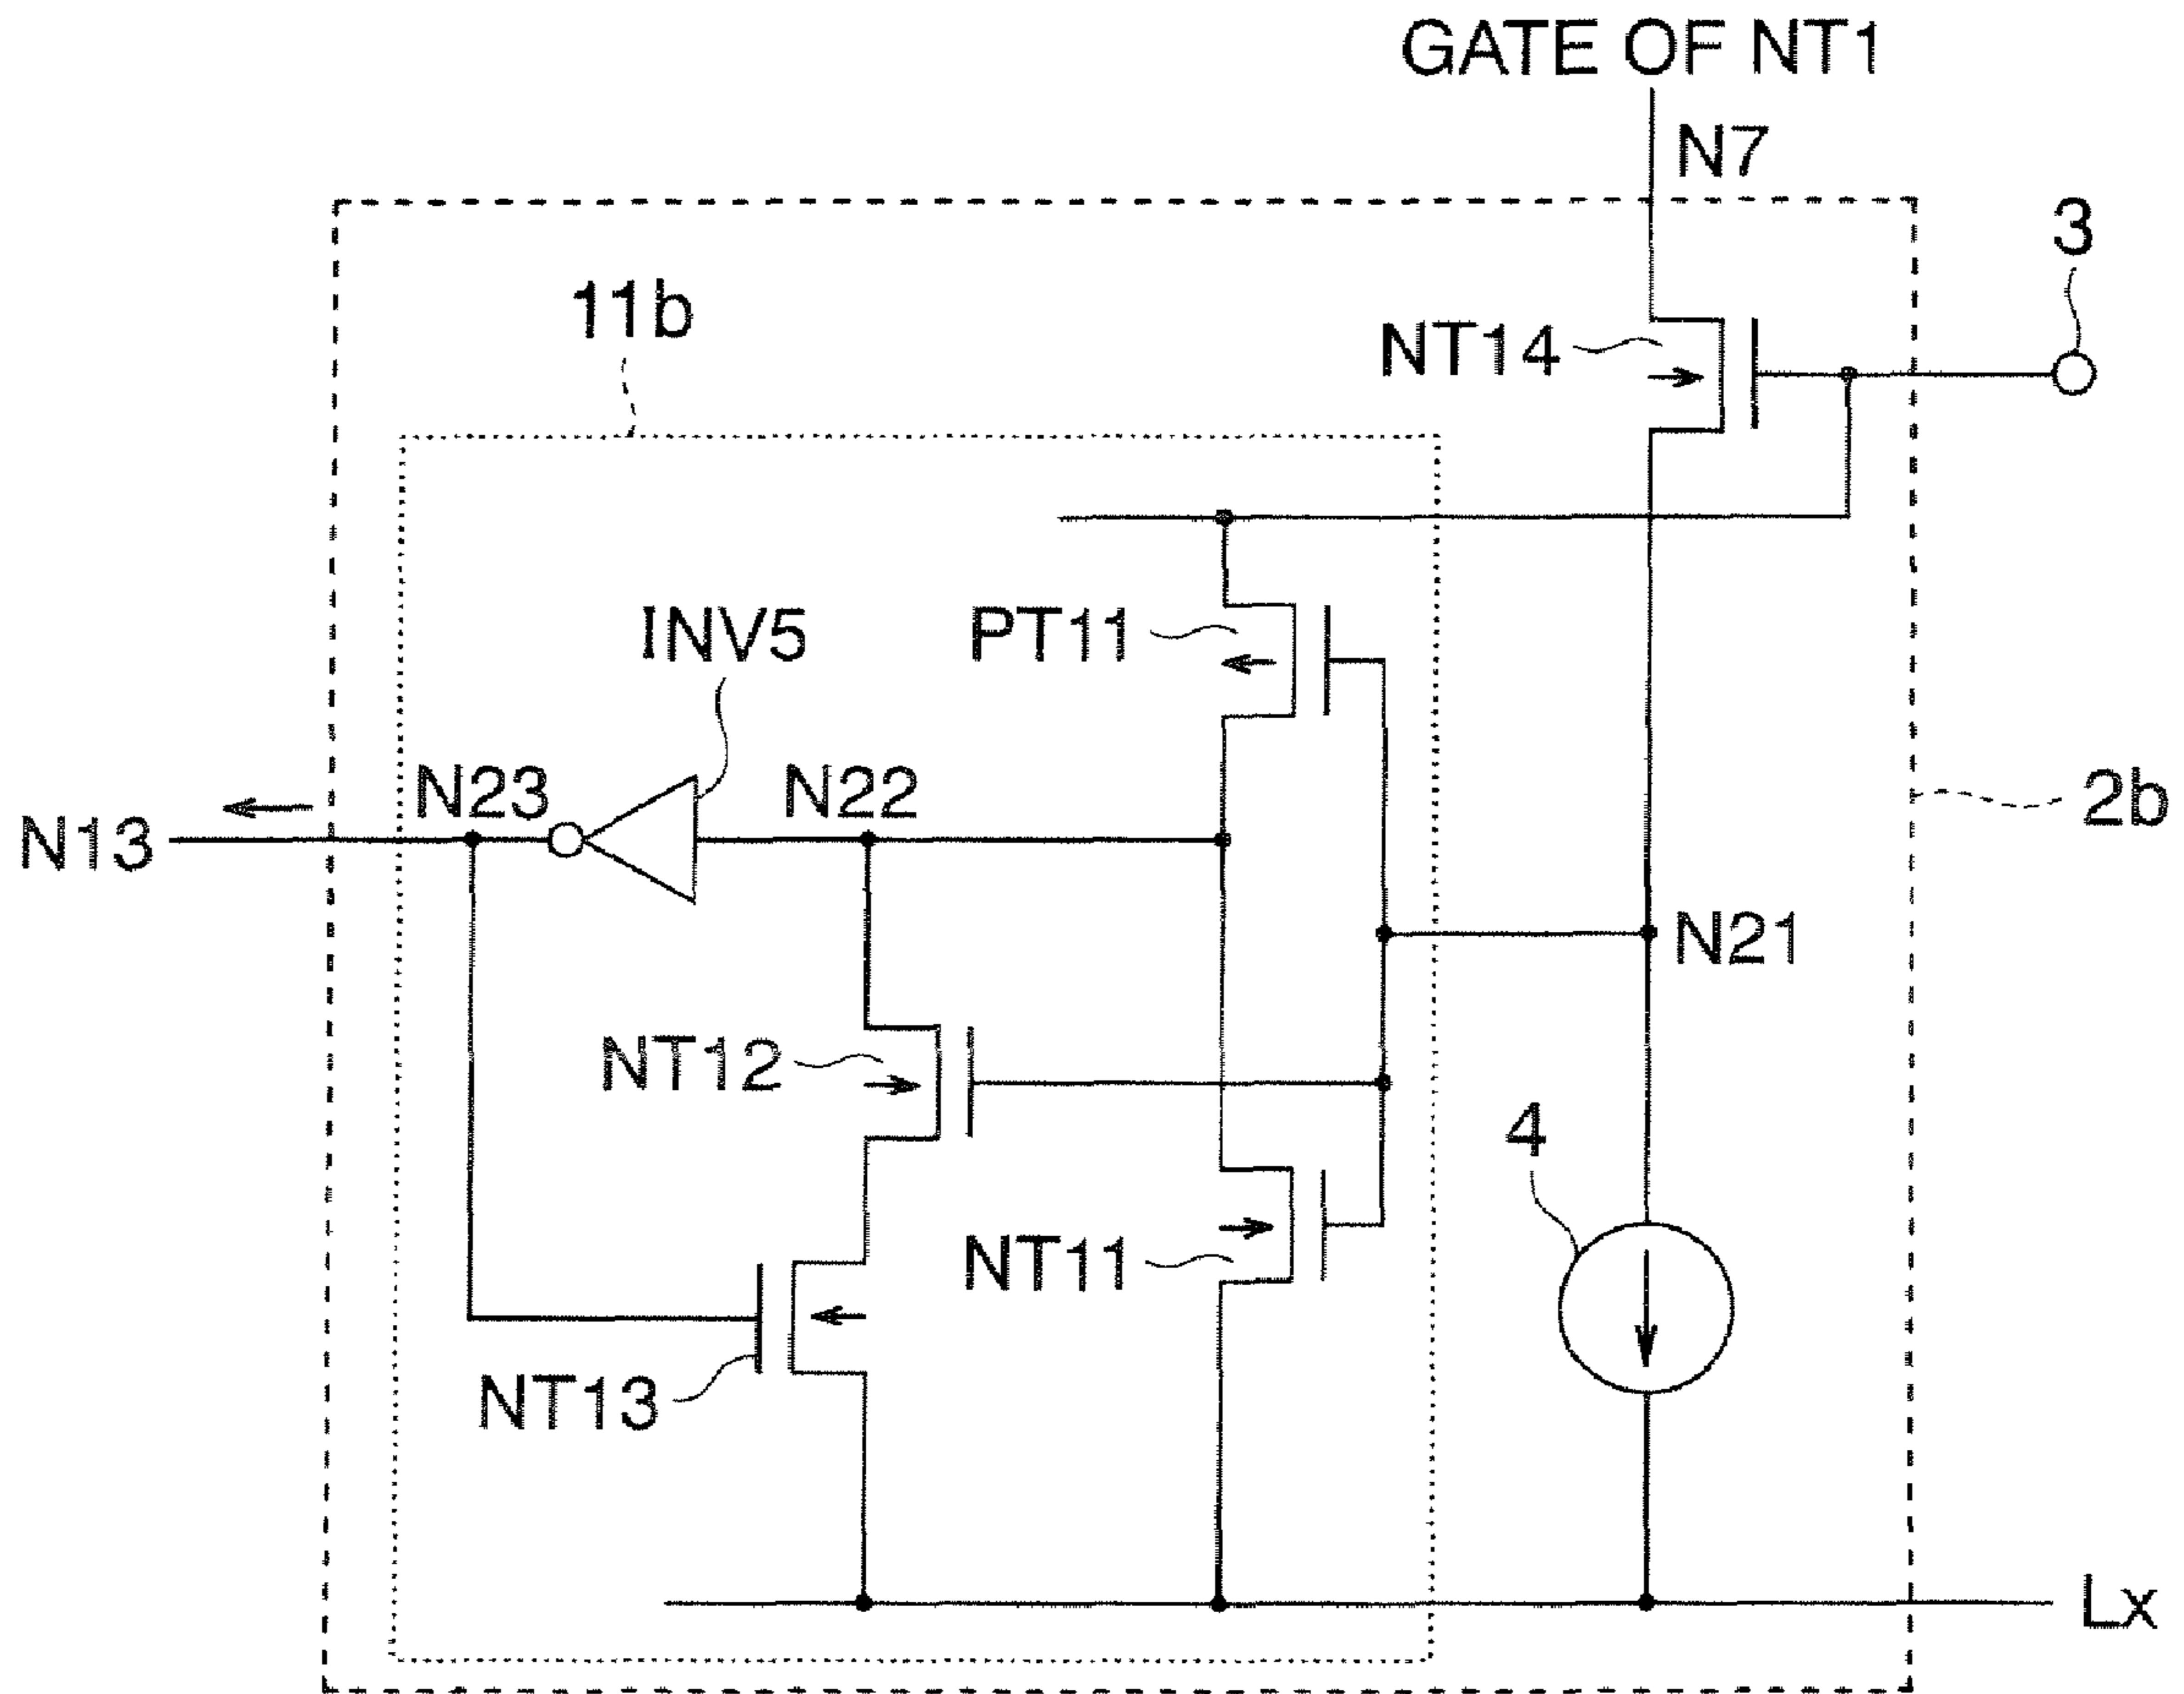 GATE OF NT1
N7
3
11b
NT14
INV5
PT11
N23
N22
2b
N13
N21
NT12
4
NT11
NT13
Lx